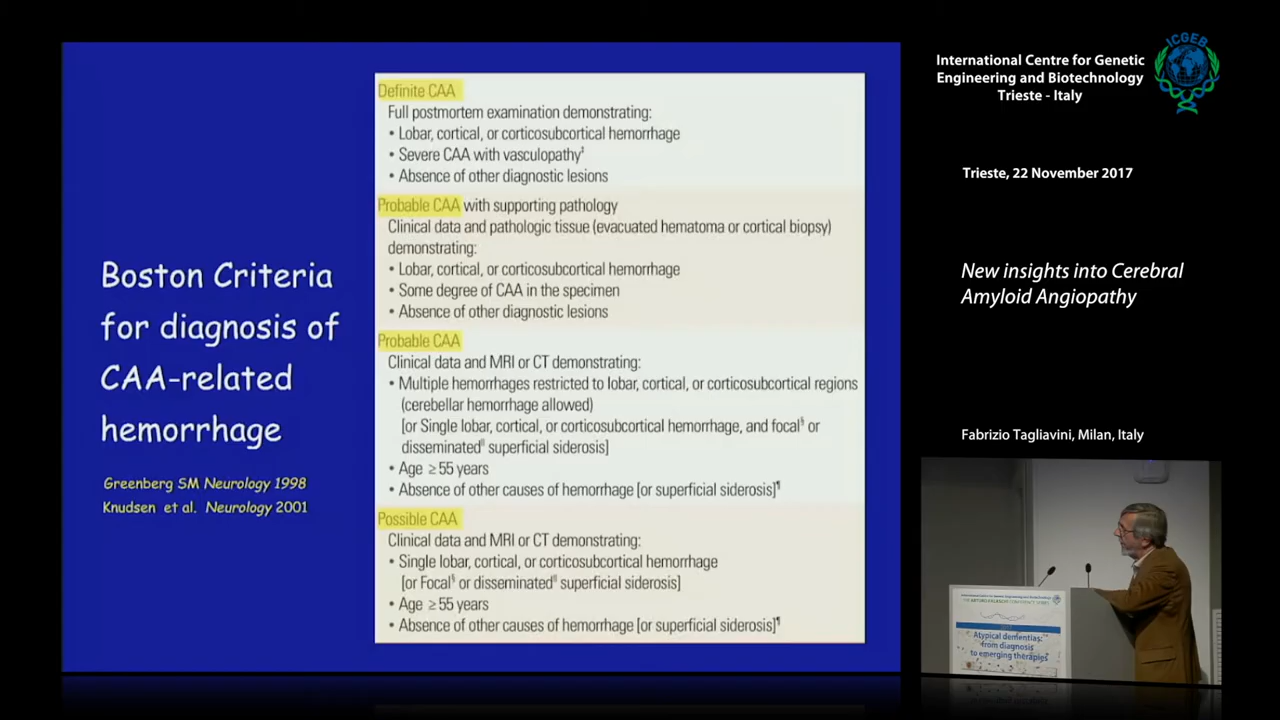 Boston Criteria
for diagnosis of
CAA-related
hemorrhage
Greenberg SM Neurology 1998
Knudsen et al. Neurology 2001
Definite CAA
Full postmortem examination demonstrating:
• Lobar, cortical, or corticosubcortical hemorrhage
• Severe CAA with vasculopathy‡
• Absence of other diagnostic lesions
Probable CAA with supporting pathology
Clinical data and pathologic tissue (evacuated hematoma or cortical biopsy)
demonstrating:
• Lobar, cortical, or corticosubcortical hemorrhage
• Some degree of CAA in the specimen
• Absence of other diagnostic lesions
Probable CAA
Clinical data and MRI or CT demonstrating:
• Multiple hemorrhages restricted to lobar, cortical, or corticosubcortical regions
(cerebellar hemorrhage allowed)
[or Single lobar, cortical, or corticosubcortical hemorrhage, and focal§ or
disseminated‖ superficial siderosis]
• Age ≥ 55 years
• Absence of other causes of hemorrhage [or superficial siderosis]¶
Possible CAA
Clinical data and MRI or CT demonstrating:
• Single lobar, cortical, or corticosubcortical hemorrhage
[or Focal§ or disseminated‖ superficial siderosis]
• Age ≥ 55 years
• Absence of other causes of hemorrhage [or superficial siderosis]¶
International Centre for Genetic
Engineering and Biotechnology
Trieste - Italy
ICGEB
Trieste, 22 November 2017
New insights into Cerebral
Amyloid Angiopathy
Fabrizio Tagliavini, Milan, Italy
Atypical dementias:
from diagnosis
to emerging therapies